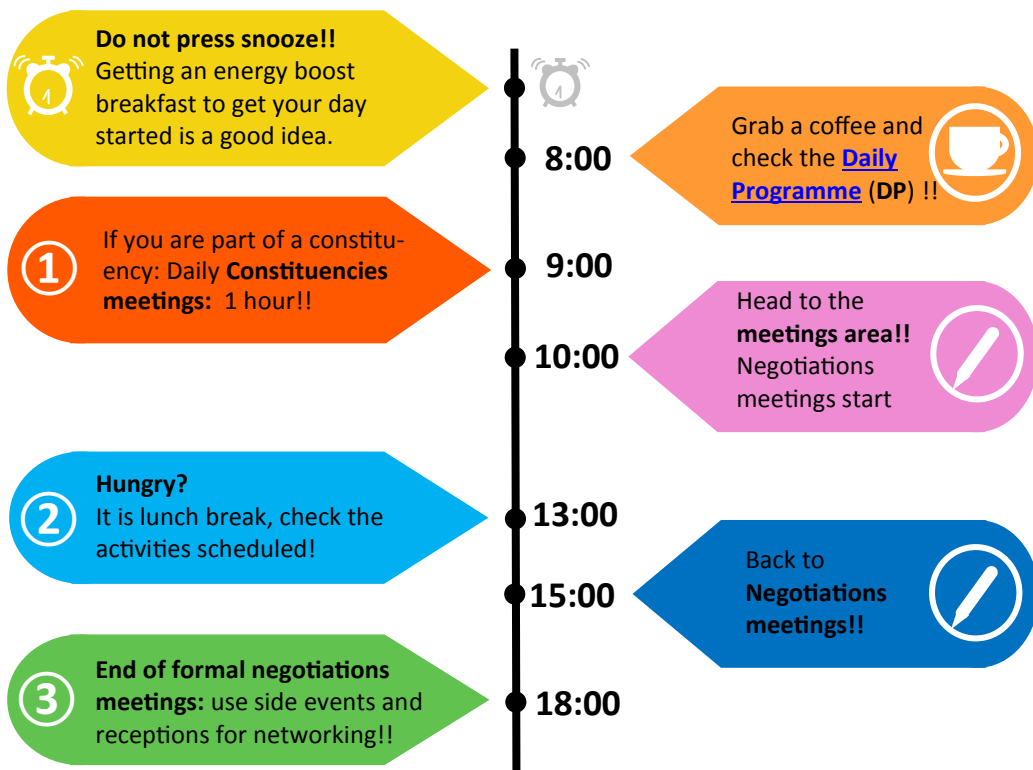 Do not press snooze!!
Getting an energy boost
breakfast to get your day
started is a good idea.
8:00
Grab a coffee and
check the Daily
Programme (DP) !!
1
If you are part of a constitu-
ency: Daily Constituencies
meetings: 1 hour!!
9:00
10:00
Head to the
meetings area!!
Negotiations
meetings start
2
Hungry?
It is lunch break, check the
activities scheduled!
13:00
15:00
Back to
Negotiations
meetings!!
3
End of formal negotiations
meetings: use side events and
receptions for networking!!
18:00